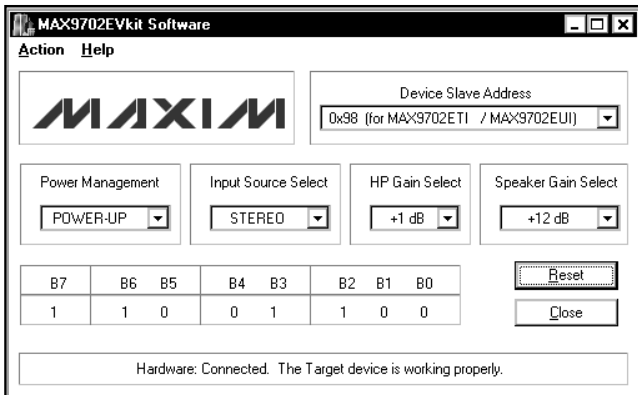 MAX9702EVkit Software
Action Help
MAXIM
Device Slave Address
0x98 (for MAX9702ETI / MAX9702EUI)
Power Management
Input Source Select
HP Gain Select
Speaker Gain Select
POWER-UP
STEREO
+1 dB
+12 dB
B7 B6 B5 B4 B3 B2 B1 B0
1 1 0 0 1 1 0 0
Reset
Close
Hardware: Connected. The Target device is working properly.